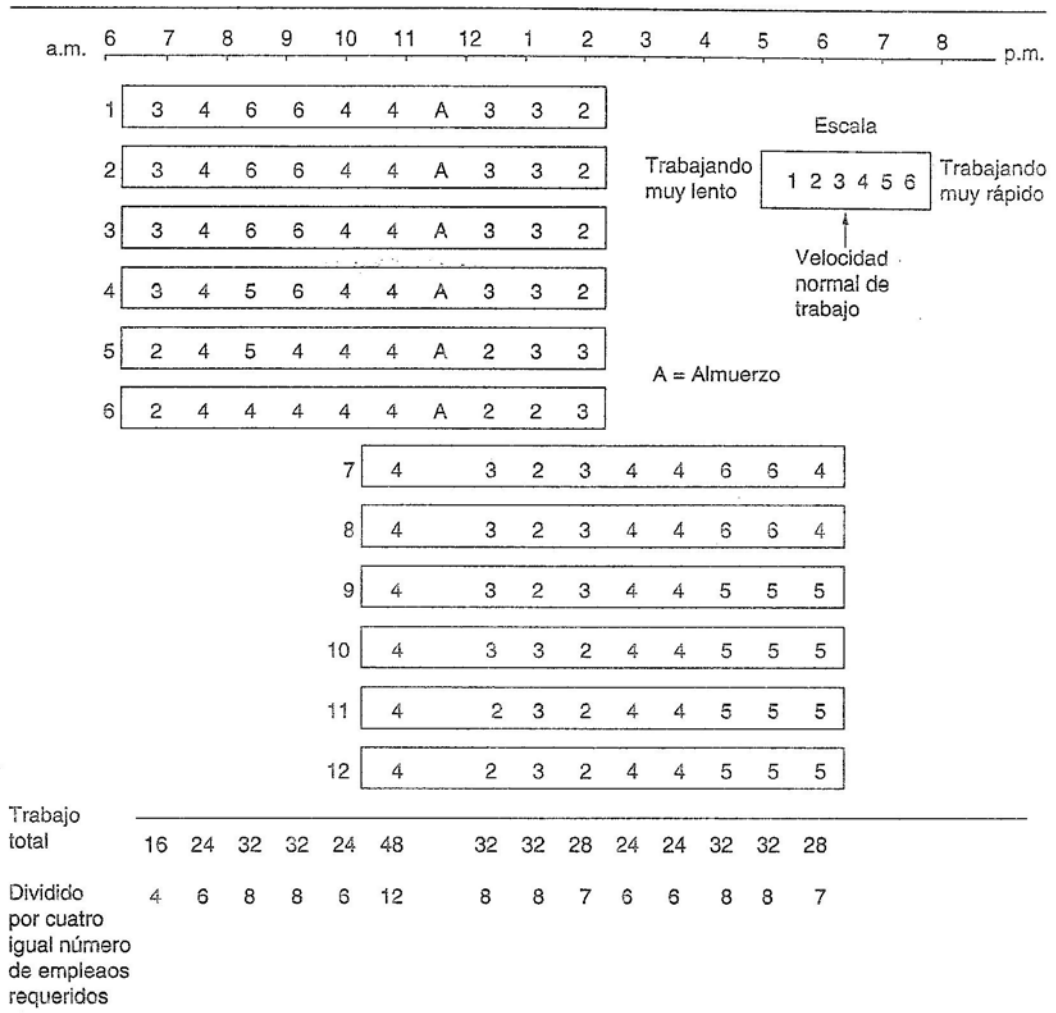 a.m. 6 7 8 9 10 11 12 1 2 3 4 5 6 7 8 p.m.
1 3 4 6 6 4 4 A 3 3 2
Escala
2 3 4 6 6 4 4 A 3 3 2
Trabajando muy lento
1 2 3 4 5 6
Trabajando muy rápido
3 3 4 6 6 4 4 A 3 3 2
Velocidad
normal de
trabajo
4 3 4 5 6 4 4 A 3 3 2
5 2 4 5 4 4 4 A 2 3 3
A = Almuerzo
6 2 4 4 4 4 4 A 2 2 3
7 4 3 2 3 4 4 6 6 4
8 4 3 2 3 4 4 6 6 4
9 4 3 2 3 4 4 5 5 5
10 4 3 3 2 4 4 5 5 5
11 4 2 3 2 4 4 5 5 5
12 4 2 3 2 4 4 5 5 5
Trabajo
total 16 24 32 32 24 48 32 32 28 24 24 32 32 28
Dividido 4 6 8 8 6 12 8 8 7 6 6 8 8 7
por cuatro
igual número
de empleaos
requeridos